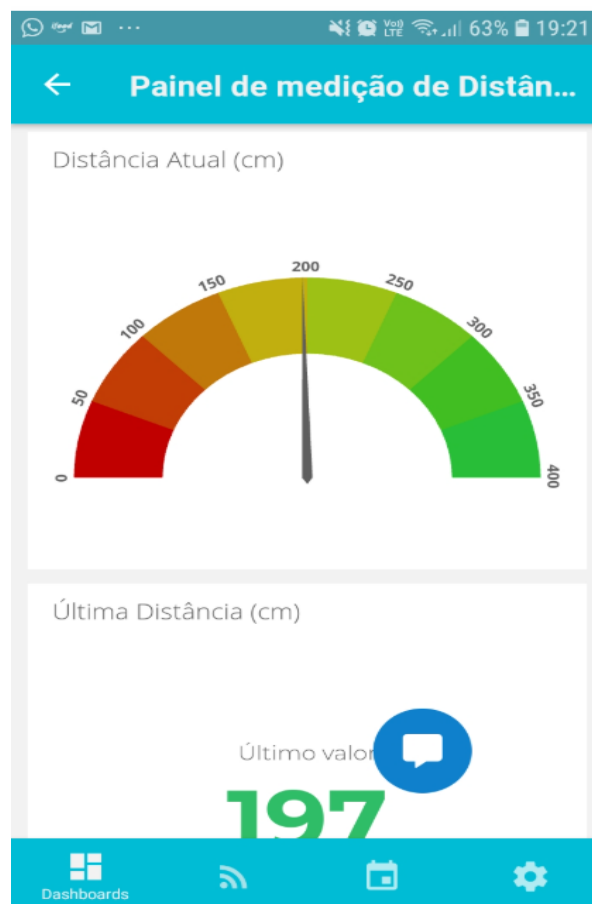 63% 19:21
Painel de medição de Distân...
Distância Atual (cm)
0
50
100
150
200
250
300
350
400
Última Distância (cm)
Último valor
197
Dashboards